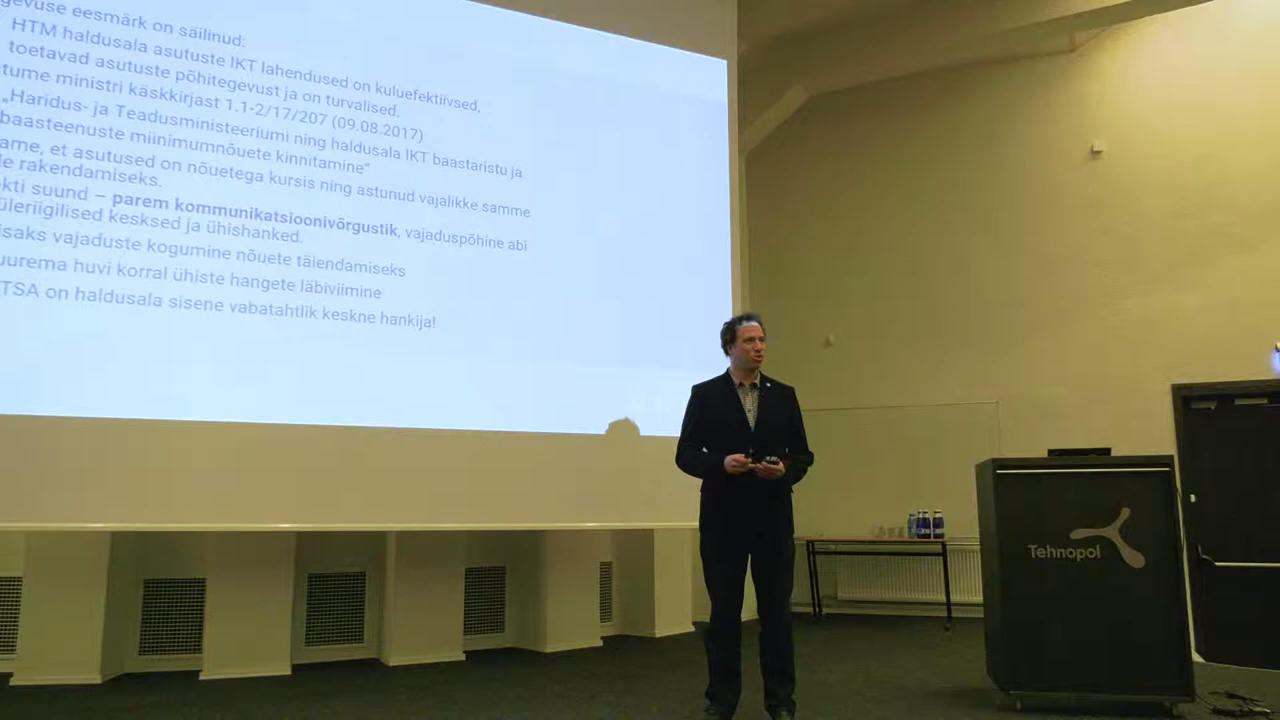 gevuse eesmärk on säilinud:
HTM haldusala asutuste IKT lahendused on kuluefektiivsed,
toetavad asutuste põhitegevust ja on turvalised.
tume ministri käskkirjast 1.1-2/17/207 (09.08.2017)
„Haridus- ja Teadusministeeriumi ning haldusala IKT baastaristu ja
baasteenuste miinimumnõuete kinnitamine“
ame, et asutused on nõuetega kursis ning astunud vajalikke samme
de rakendamiseks.
kti suund – parem kommunikatsioonivõrgustik, vajaduspõhine abi
üleriigilised kesksed ja ühishanked.
isaks vajaduste kogumine nõuete täiendamiseks
uurema huvi korral ühiste hangete läbiviimine
TSA on haldusala sisene vabatahtlik keskne hankija!
Tehnopol